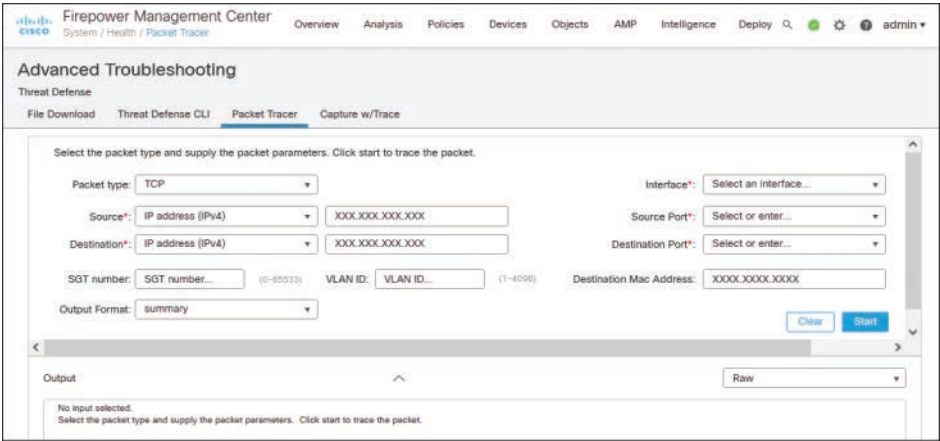 Firepower Management Center
CISCO System / Health / Packet Tracer
Overview Analysis Policies Devices Objects AMP Intelligence Deploy admin
Advanced Troubleshooting
Threat Defense
File Download Threat Defense CLI Packet Tracer Capture w/Trace
Select the packet type and supply the packet parameters. Click start to trace the packet.
Packet type: TCP Interface*: Select an interface...
Source*: IP address (IPv4) XXX.XXX.XXX.XXX Source Port*: Select or enter...
Destination*: IP address (IPv4) XXX.XXX.XXX.XXX Destination Port*: Select or enter...
SGT number: SGT number... (0-65533) VLAN ID: VLAN ID... (1-4096) Destination Mac Address: XXXX.XXXX.XXXX
Output Format: summary
Clear Start
Output Raw
No input selected.
Select the packet type and supply the packet parameters. Click start to trace the packet.